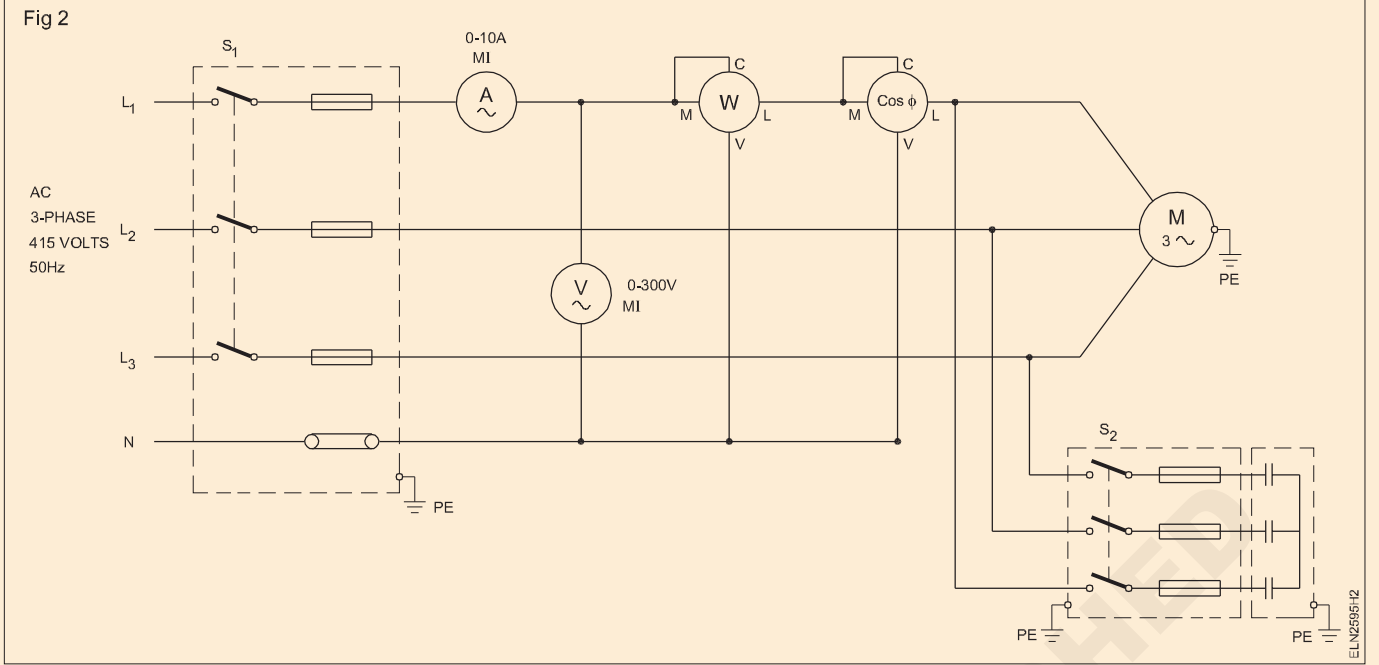 Fig 2
S1
0-10A
MI
L1
A
C
W
M
L
V
C
Cos ϕ
M
L
V
AC
3-PHASE
415 VOLTS
50Hz
L2
M
3 ~
PE
V
0-300V
MI
L3
N
PE
S2
PE
PE
HED
ELN2595H2